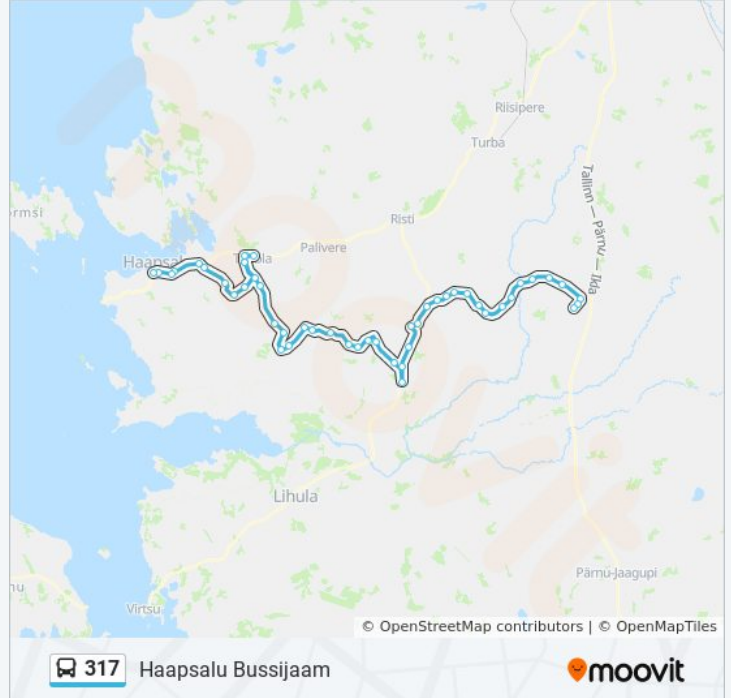 Riisipere
Turba
Tallinn — Pärnu — Ikla
rmsi
Risti
Palivere
Haapsalu
Lihula
Pärnu-Jaagupi
Virtsu
© OpenStreetMap contributors | © OpenMapTiles
317 Haapsalu Bussijaam
moovit